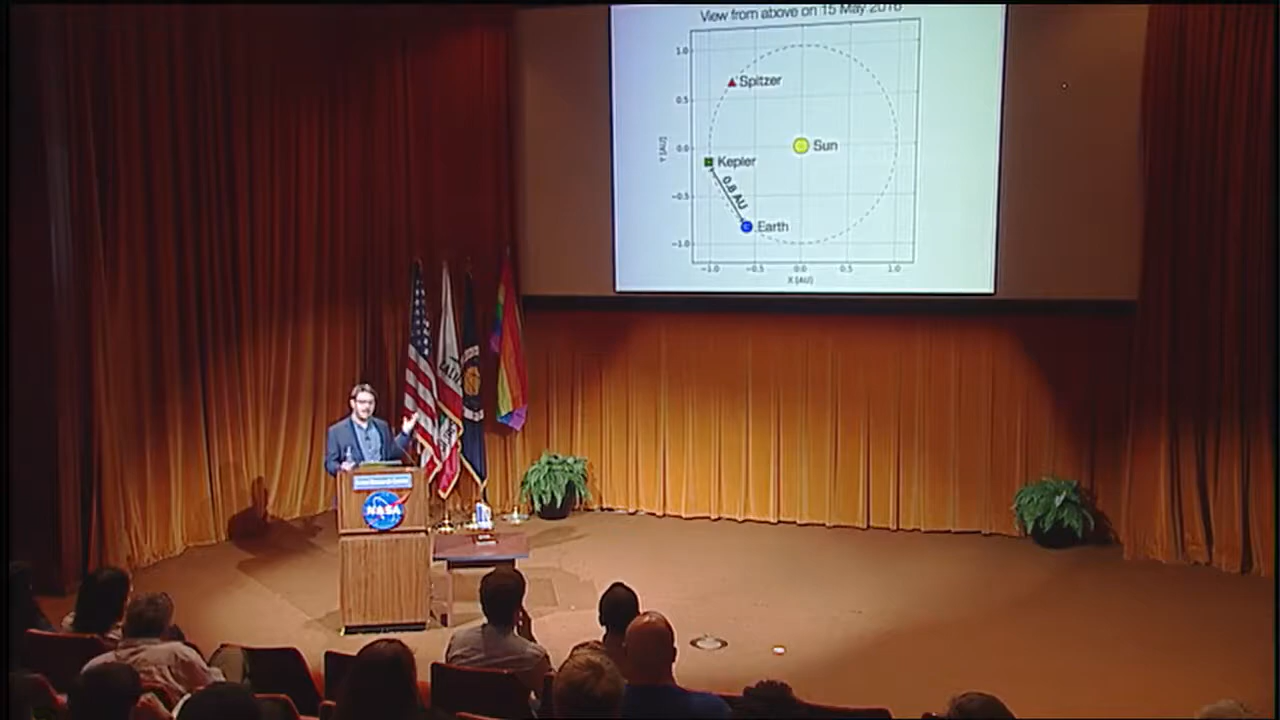 View from above on 15 May 2016
1.0
Spitzer
0.5
Y [AU]
0.0
Sun
Kepler
0.8 AU
−0.5
Earth
−1.0
−1.0 −0.5 0.0 0.5 1.0
X [AU]
NASA